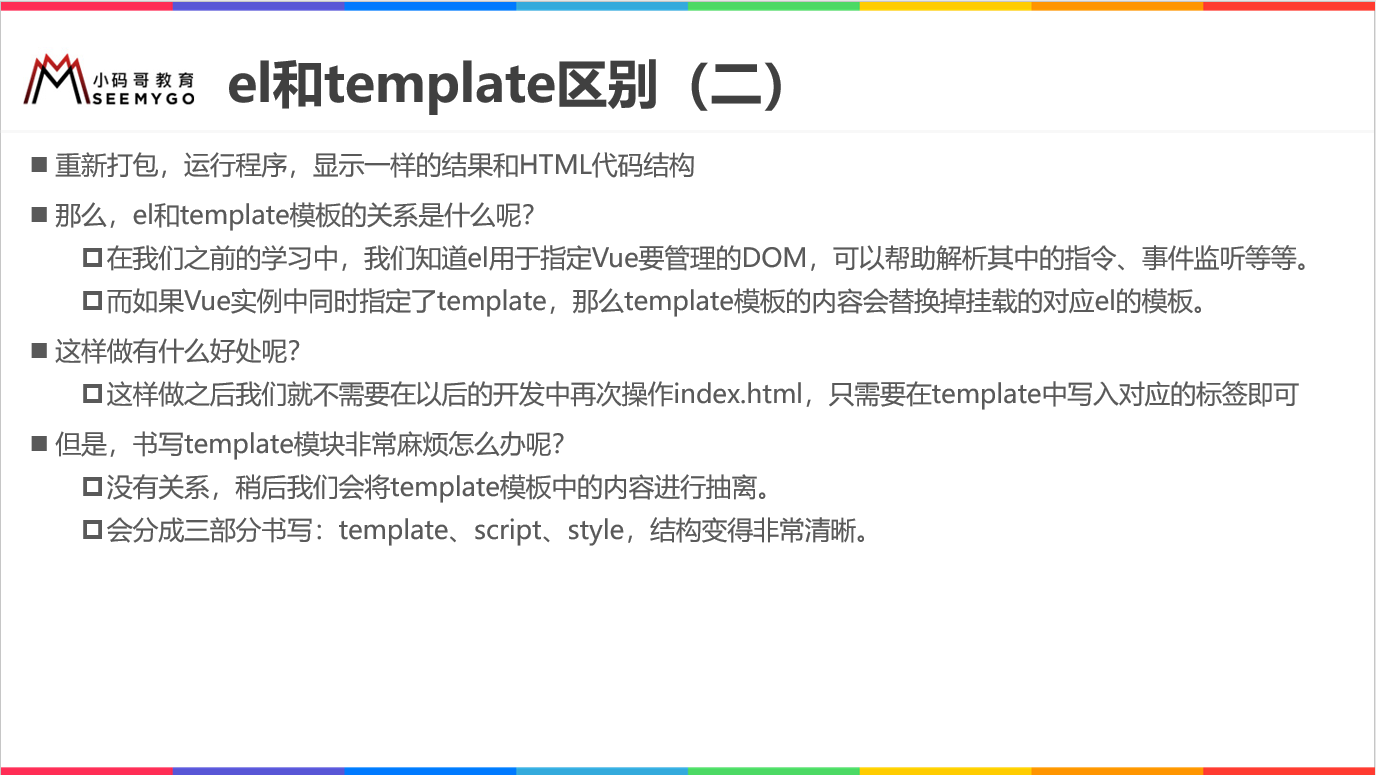 小码哥教育
SEEMYGO
el和template区别（二）
重新打包，运行程序，显示一样的结果和HTML代码结构
那么，el和template模板的关系是什么呢？
在我们之前的学习中，我们知道el用于指定Vue要管理的DOM，可以帮助解析其中的指令、事件监听等等。
而如果Vue实例中同时指定了template，那么template模板的内容会替换掉挂载的对应el的模板。
这样做有什么好处呢？
这样做之后我们就不需要在以后的开发中再次操作index.html，只需要在template中写入对应的标签即可
但是，书写template模块非常麻烦怎么办呢？
没有关系，稍后我们会将template模板中的内容进行抽离。
会分成三部分书写：template、script、style，结构变得非常清晰。